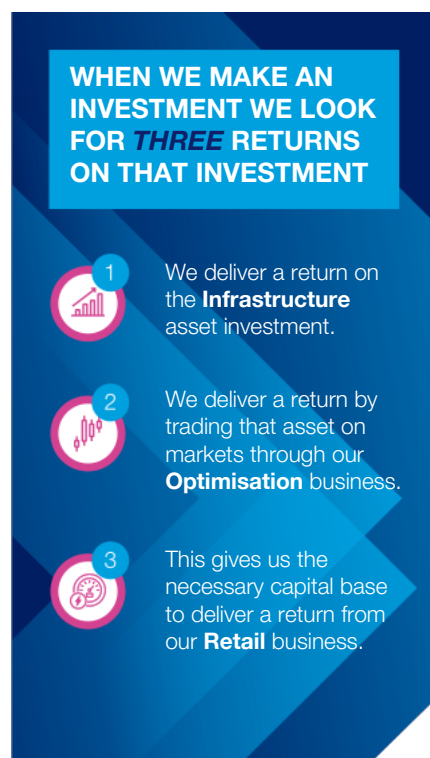 WHEN WE MAKE AN
INVESTMENT WE LOOK
FOR THREE RETURNS
ON THAT INVESTMENT
1
We deliver a return on
the Infrastructure
asset investment.
2
We deliver a return by
trading that asset on
markets through our
Optimisation business.
3
This gives us the
necessary capital base
to deliver a return from
our Retail business.